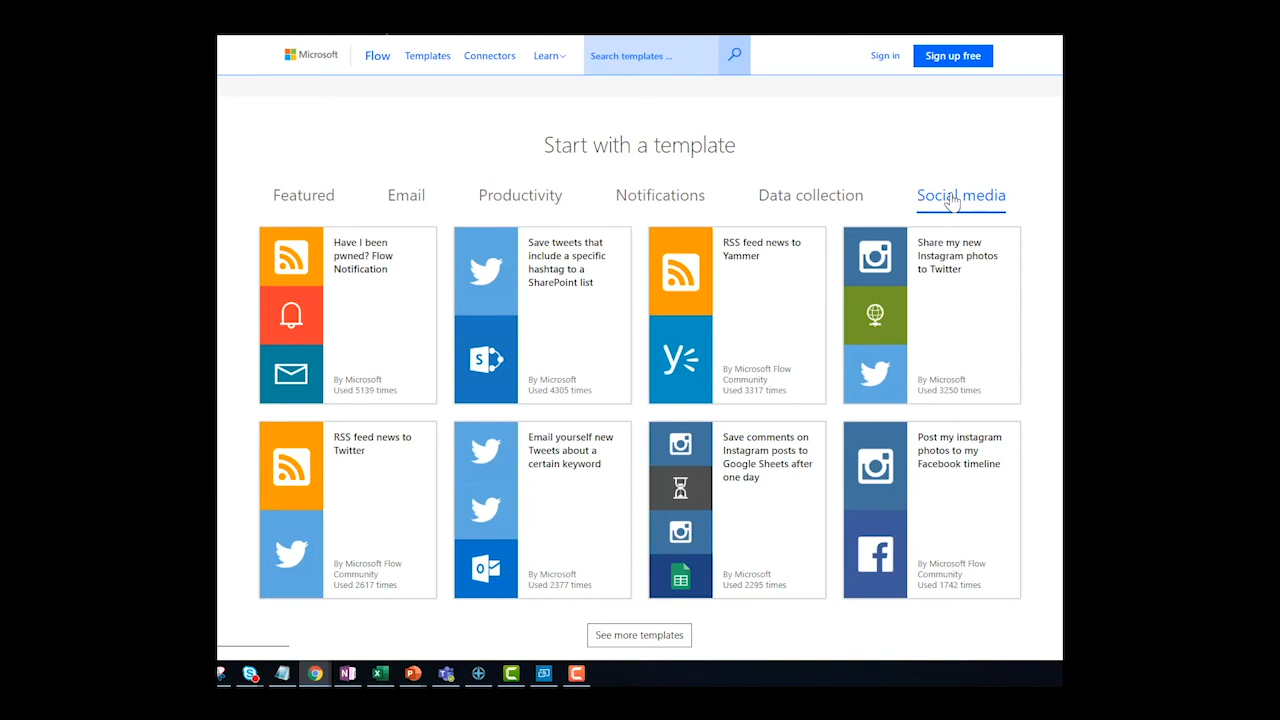 Microsoft Flow Templates Connectors Learn Search templates ... Sign in Sign up free
Start with a template
Featured Email Productivity Notifications Data collection Social media
Have I been
pwned? Flow
Notification
By Microsoft
Used 5139 times
Save tweets that
include a specific
hashtag to a
SharePoint list
By Microsoft
Used 4305 times
RSS feed news to
Yammer
By Microsoft Flow
Community
Used 3317 times
Share my new
Instagram photos
to Twitter
By Microsoft
Used 3250 times
RSS feed news to
Twitter
By Microsoft Flow
Community
Used 2617 times
Email yourself new
Tweets about a
certain keyword
By Microsoft
Used 2377 times
Save comments on
Instagram posts to
Google Sheets after
one day
By Microsoft
Used 2295 times
Post my instagram
photos to my
Facebook timeline
By Microsoft Flow
Community
Used 1742 times
See more templates